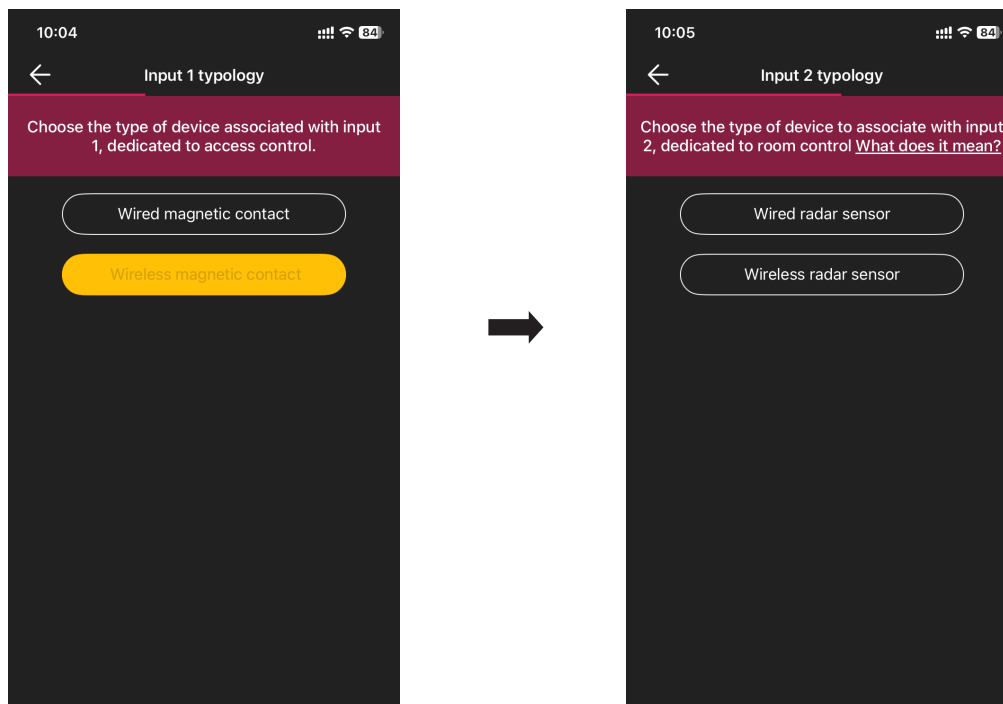 10:04
84
Input 1 typology
Choose the type of device associated with input
1, dedicated to access control.
Wired magnetic contact
Wireless magnetic contact
10:05
84
Input 2 typology
Choose the type of device to associate with input
2, dedicated to room control What does it mean?
Wired radar sensor
Wireless radar sensor